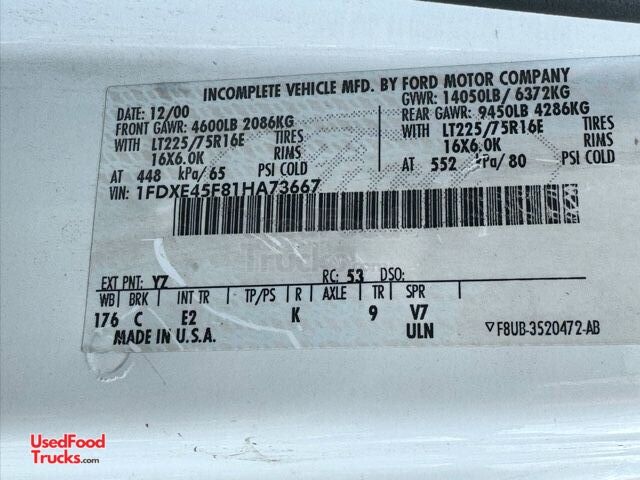 INCOMPLETE VEHICLE MFD. BY FORD MOTOR COMPANY
DATE: 12/00 GVWR: 14050LB/ 6372KG
FRONT GAWR: 4600LB 2086KG REAR GAWR: 9450LB 4286KG
WITH LT225/75R16E TIRES WITH LT225/75R16E TIRES
16X6.0K RIMS 16X6.0K RIMS
AT 448 kPa/ 65 PSI COLD AT 552 kPa/ 80 PSI COLD
VIN: 1FDXE45F81HA73667
EXT PNT: Y7 RC: 53 DSO:
WB BRK INT TR TP/PS R AXLE TR SPR
176 C E2 K 9 V7
MADE IN U.S.A. ULN ▽F8UB-3520472-AB
UsedFood
Trucks.com